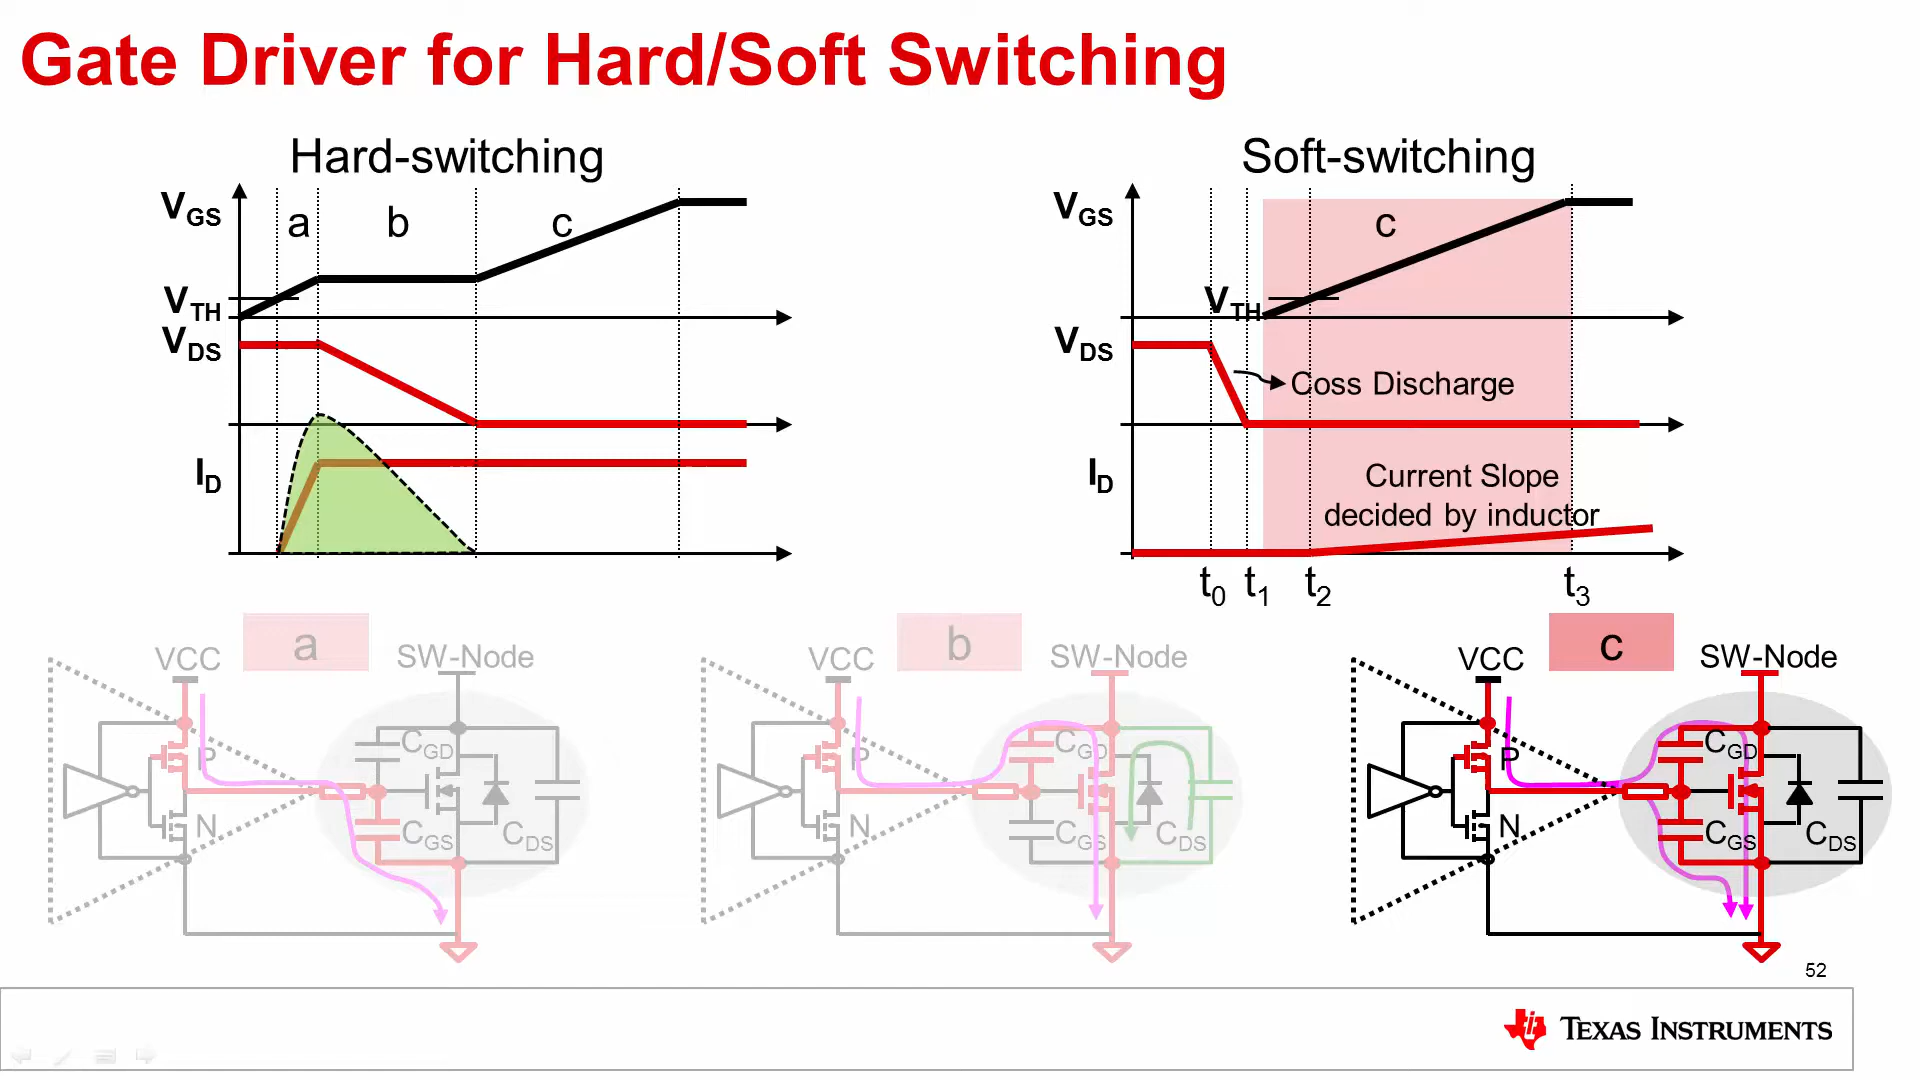 Gate Driver for Hard/Soft Switching
Hard-switching
VGS
a
b
c
VTH
VDS
ID
Soft-switching
VGS
c
VTH
VDS
Coss Discharge
ID
Current Slope
decided by inductor
t0 t1 t2 t3
a
VCC
SW-Node
P
N
CGD
CGS
CDS
b
VCC
SW-Node
P
N
CGD
CGS
CDS
c
VCC
SW-Node
P
N
CGD
CGS
CDS
52
TEXAS INSTRUMENTS